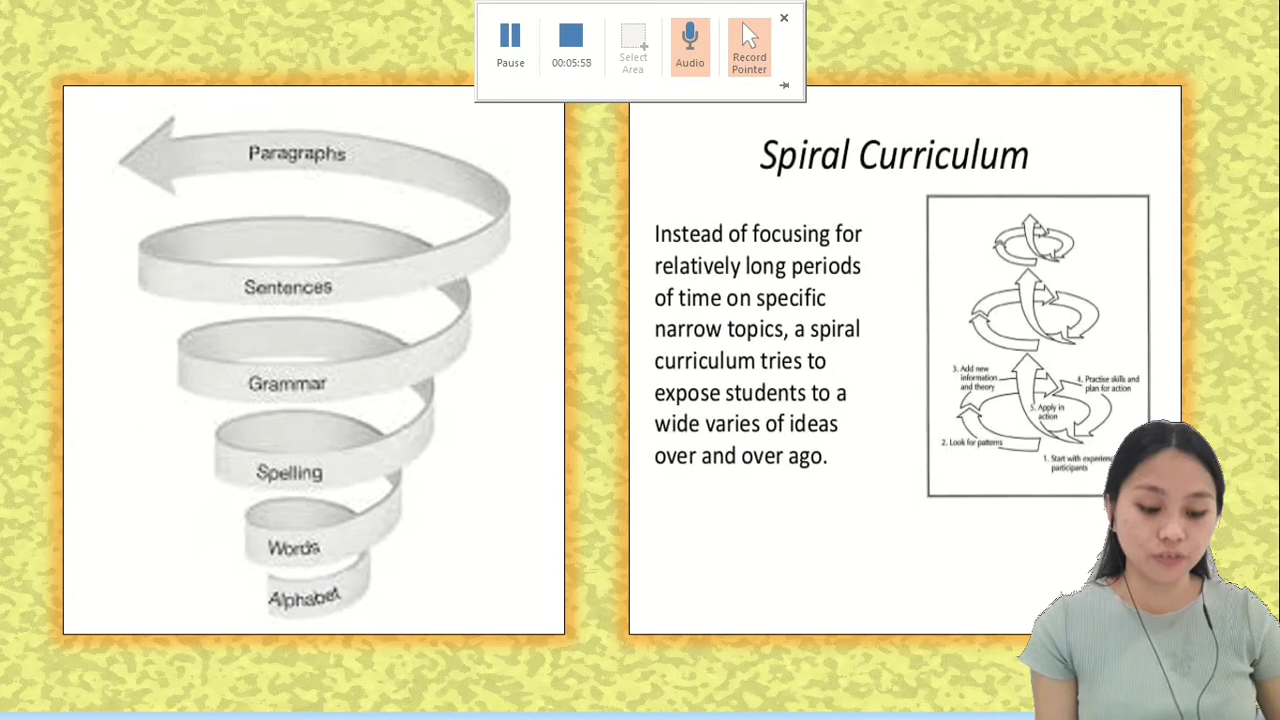 Pause
00:05:58
Select
Area
Audio
Record
Pointer
Paragraphs
Sentences
Grammar
Spelling
Words
Alphabet
Spiral Curriculum
Instead of focusing for
relatively long periods
of time on specific
narrow topics, a spiral
curriculum tries to
expose students to a
wide varies of ideas
over and over ago.
3. Add new
information
and theory
4. Practise skills and
plan for action
5. Apply in
action
2. Look for patterns
1. Start with
participants